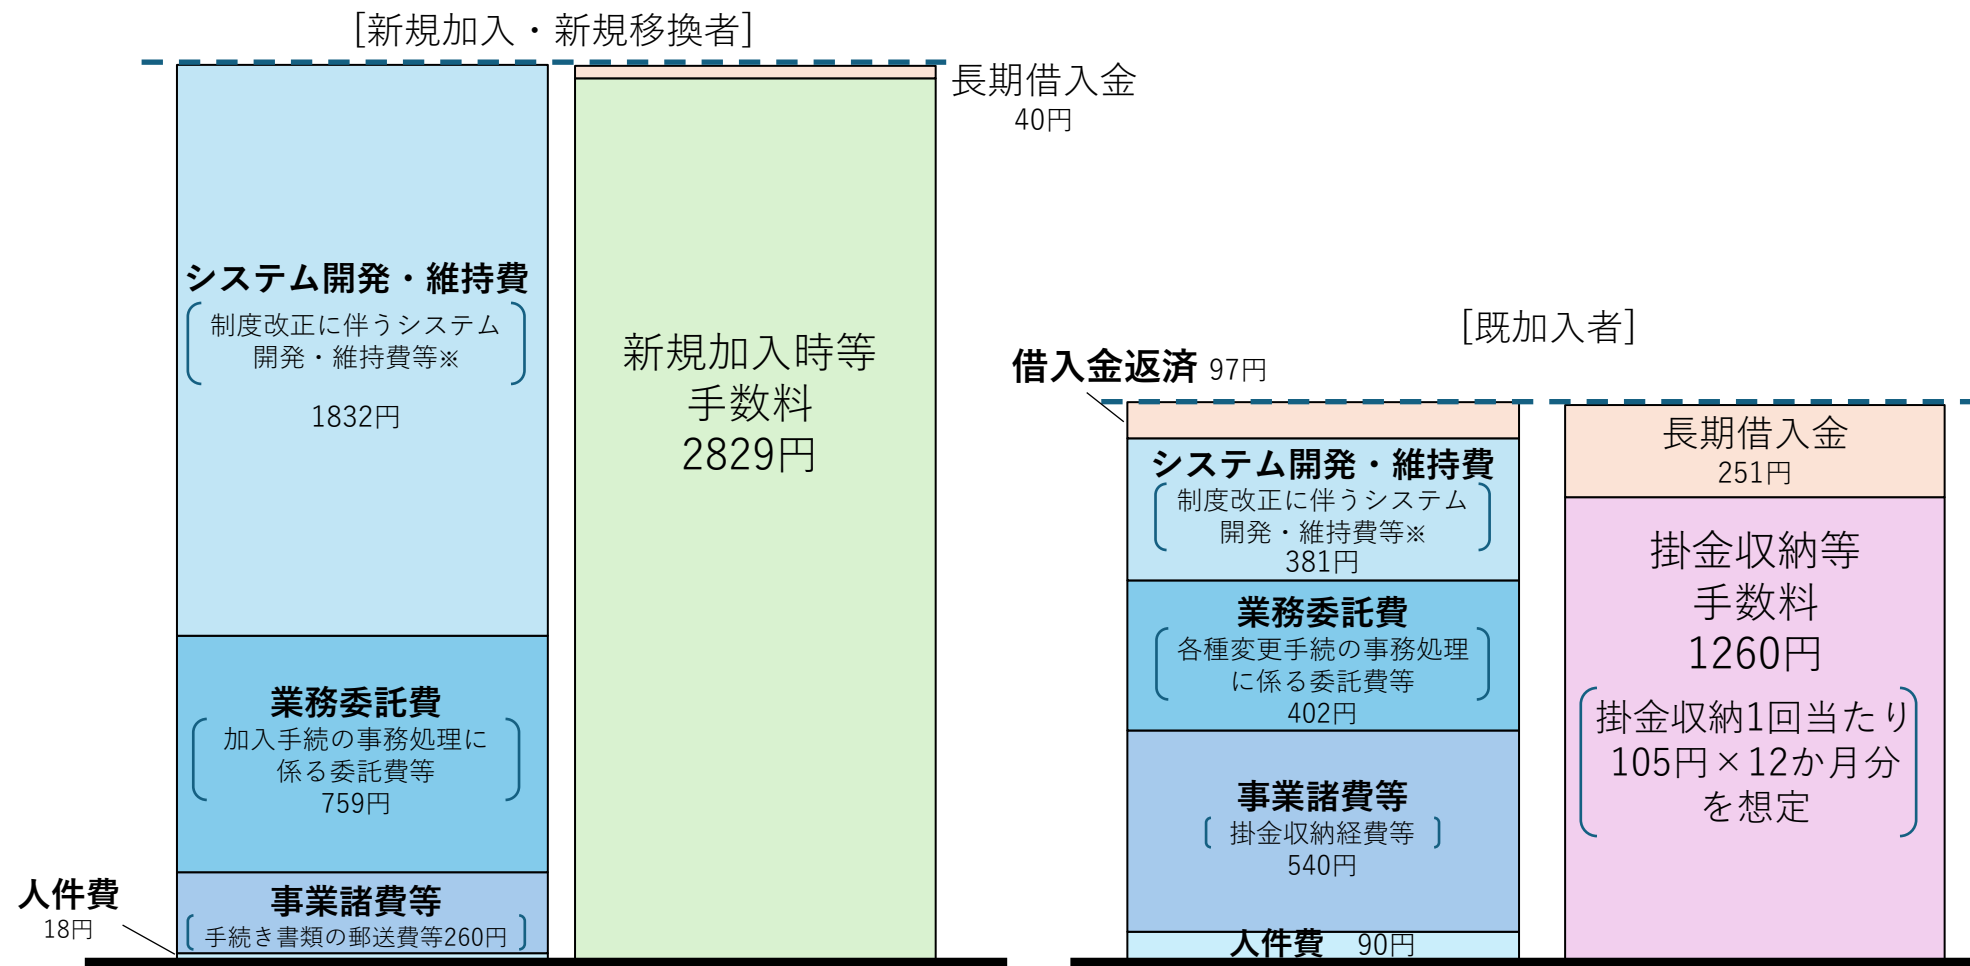 [新規加入・新規移換者]
システム開発・維持費
制度改正に伴うシステム
開発・維持費等※
1832円
業務委託費
加入手続の事務処理に
係る委託費等
759円
事業諸費等
手続き書類の郵送費等260円
人件費
18円
長期借入金
40円
新規加入時等
手数料
2829円
[既加入者]
借入金返済 97円
システム開発・維持費
制度改正に伴うシステム
開発・維持費等※
381円
業務委託費
各種変更手続の事務処理
に係る委託費等
402円
事業諸費等
掛金収納経費等
540円
人件費 90円
長期借入金
251円
掛金収納等
手数料
1260円
掛金収納1回当たり
105円×12か月分
を想定